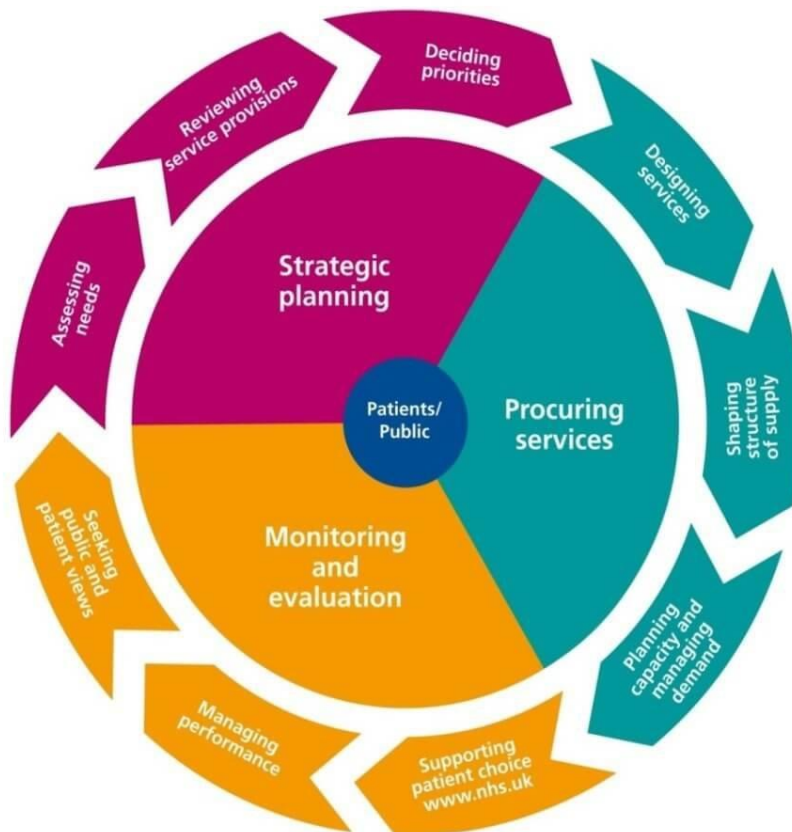 Deciding
priorities
Designing
services
Shaping
structure
of supply
Planning
capacity and
managing
demand
Supporting
patient choice
www.nhs.uk
Managing
performance
Seeking
public and
patient views
Assessing
needs
Reviewing
service provisions
Strategic
planning
Procuring
services
Monitoring
and
evaluation
Patients/
Public